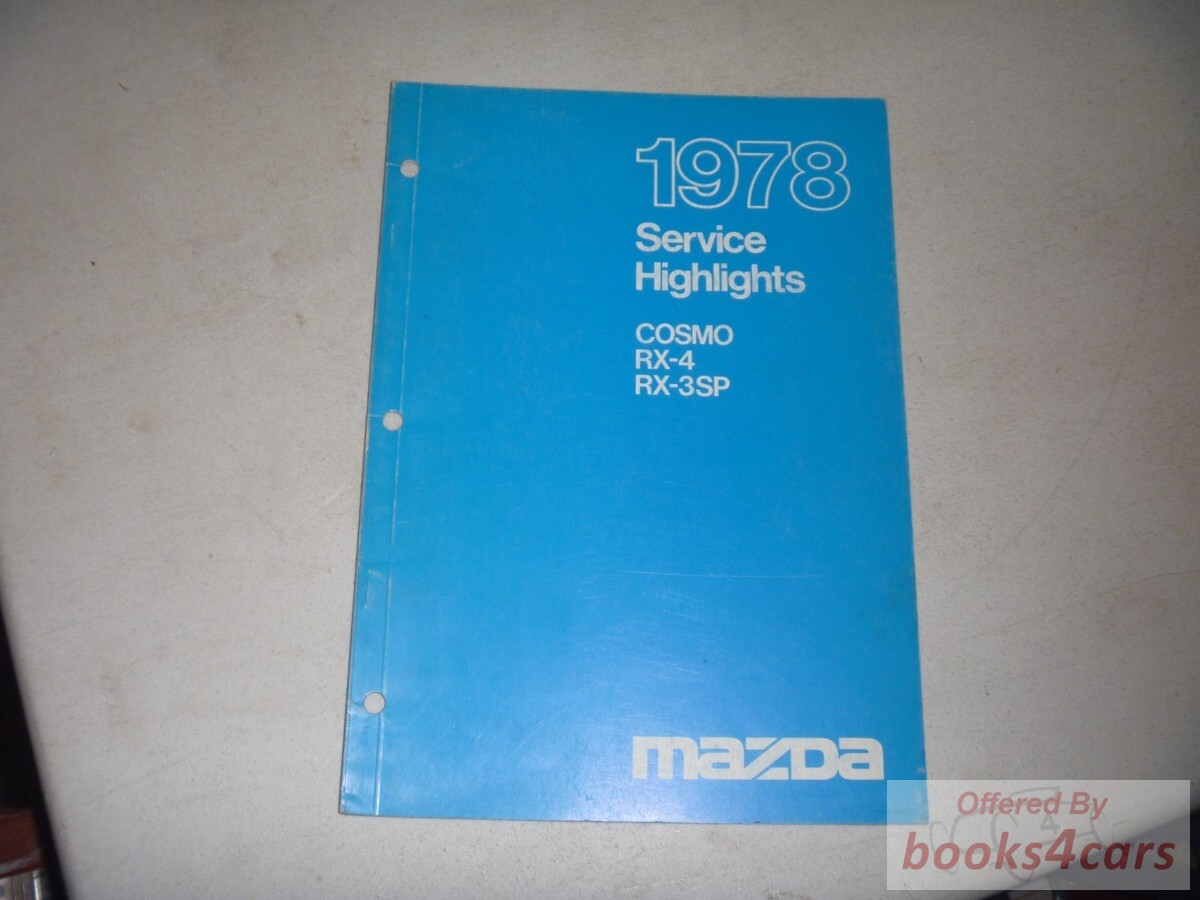 1978
Service
Highlights
COSMO
RX-4
RX-3SP
mazda
Offered By
books4cars